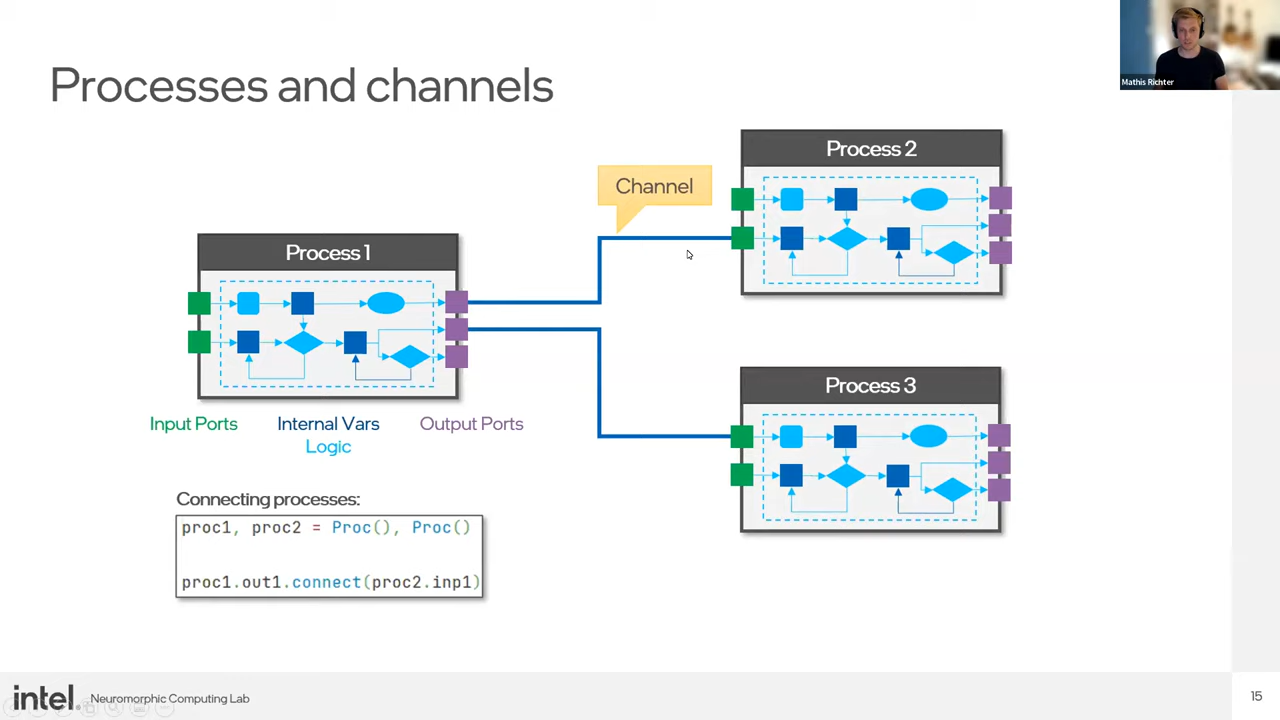 Mathis Richter
Processes and channels
Process 2
Channel
Process 1
Process 3
Input Ports
Internal Vars
Logic
Output Ports
Connecting processes:
proc1, proc2 = Proc(), Proc()
proc1.out1.connect(proc2.inp1)
intel.
Neuromorphic Computing Lab
15